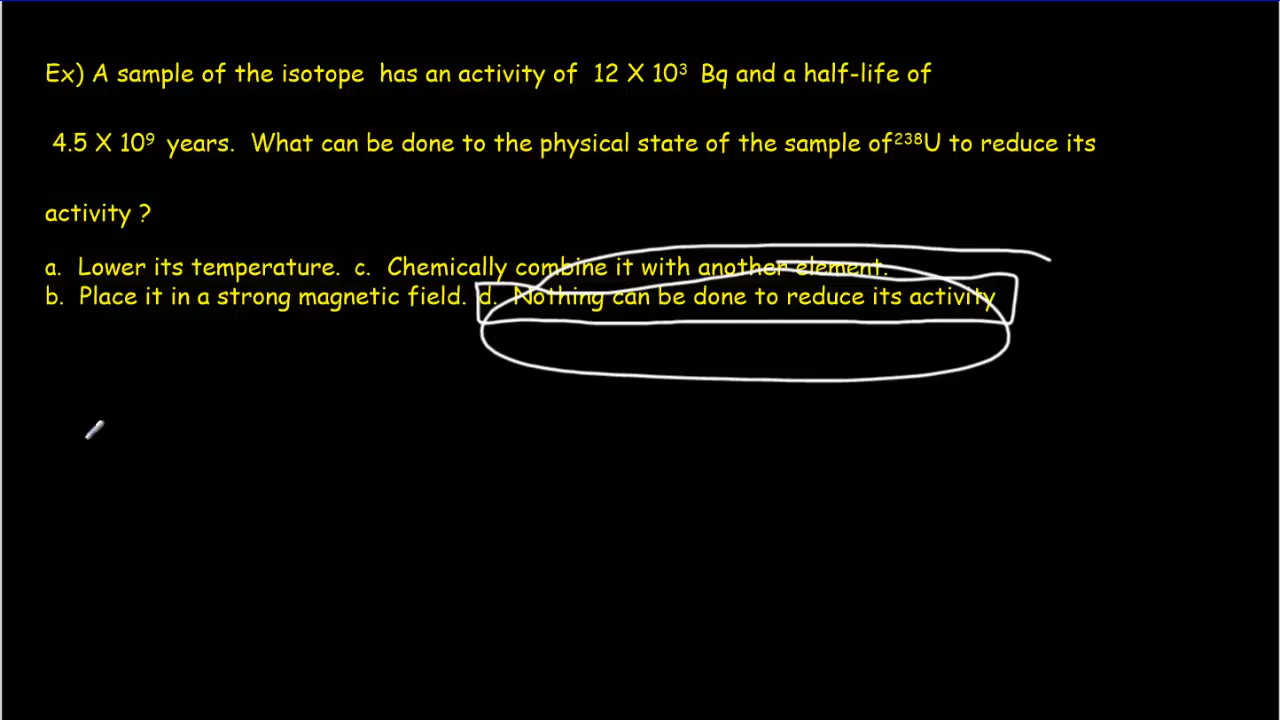 Ex) A sample of the isotope has an activity of 12 X 10³ Bq and a half-life of
4.5 X 10⁹ years. What can be done to the physical state of the sample of ²³⁸U to reduce its
activity ?
a. Lower its temperature. c. Chemically combine it with another element.
b. Place it in a strong magnetic field. d. Nothing can be done to reduce its activity